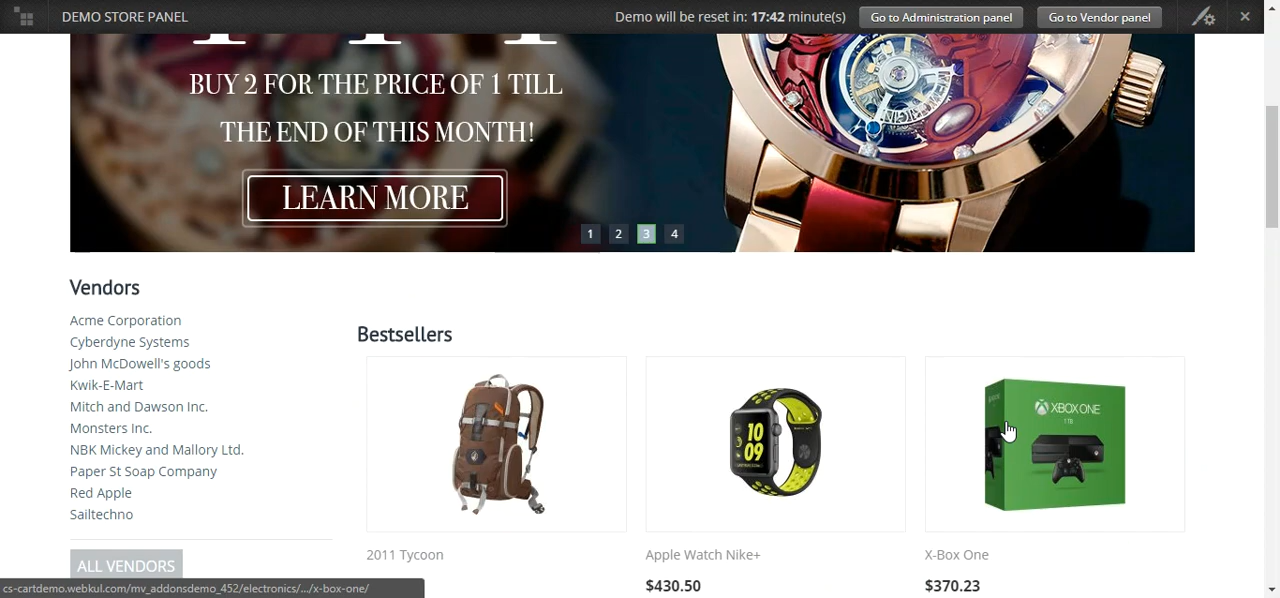 DEMO STORE PANEL
Demo will be reset in: 17:42 minute(s)
Go to Administration panel
Go to Vendor panel
BUY 2 FOR THE PRICE OF 1 TILL
THE END OF THIS MONTH!
LEARN MORE
1 2 3 4
Vendors
Acme Corporation
Cyberdyne Systems
John McDowell's goods
Kwik-E-Mart
Mitch and Dawson Inc.
Monsters Inc.
NBK Mickey and Mallory Ltd.
Paper St Soap Company
Red Apple
Sailtechno
ALL VENDORS
Bestsellers
10
09
XBOX ONE
1 TB
2011 Tycoon
Apple Watch Nike+
X-Box One
$430.50
$370.23
cs-cartdemo.webkul.com/mv_addonsdemo_452/electronics/.../x-box-one/